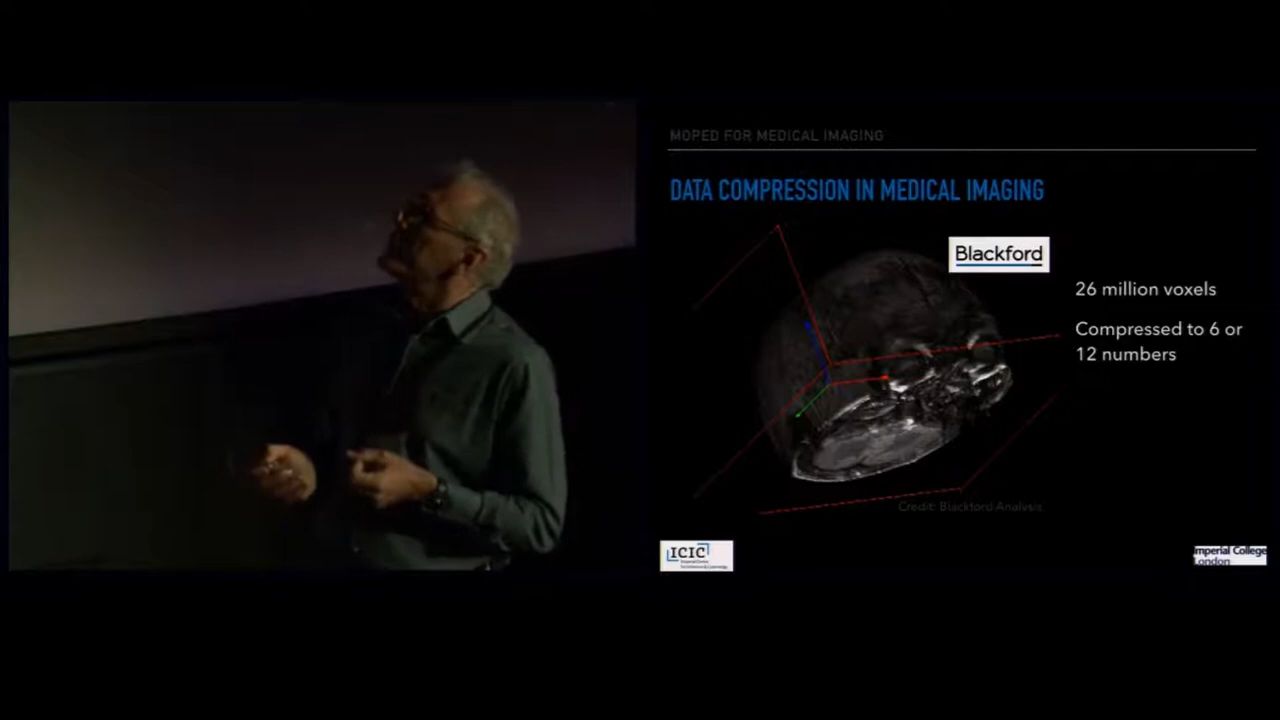 MOPED FOR MEDICAL IMAGING
DATA COMPRESSION IN MEDICAL IMAGING
Blackford
26 million voxels
Compressed to 6 or
12 numbers
Credit: Blackford Analysis
ICIC
Imperial College
London